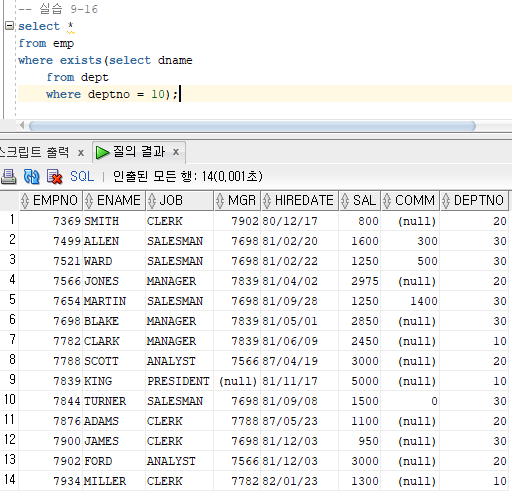 -- 실습 9-16
select *
from emp
where exists(select dname
from dept
where deptno = 10);
스크립트 출력 x 질의 결과 x
SQL | 인출된 모든 행: 14(0,001초)
EMPNO ENAME JOB MGR HIREDATE SAL COMM DEPTNO
1 7369 SMITH CLERK 7902 80/12/17 800 (null) 20
2 7499 ALLEN SALESMAN 7698 81/02/20 1600 300 30
3 7521 WARD SALESMAN 7698 81/02/22 1250 500 30
4 7566 JONES MANAGER 7839 81/04/02 2975 (null) 20
5 7654 MARTIN SALESMAN 7698 81/09/28 1250 1400 30
6 7698 BLAKE MANAGER 7839 81/05/01 2850 (null) 30
7 7782 CLARK MANAGER 7839 81/06/09 2450 (null) 10
8 7788 SCOTT ANALYST 7566 87/04/19 3000 (null) 20
9 7839 KING PRESIDENT (null) 81/11/17 5000 (null) 10
10 7844 TURNER SALESMAN 7698 81/09/08 1500 0 30
11 7876 ADAMS CLERK 7788 87/05/23 1100 (null) 20
12 7900 JAMES CLERK 7698 81/12/03 950 (null) 30
13 7902 FORD ANALYST 7566 81/12/03 3000 (null) 20
14 7934 MILLER CLERK 7782 82/01/23 1300 (null) 10